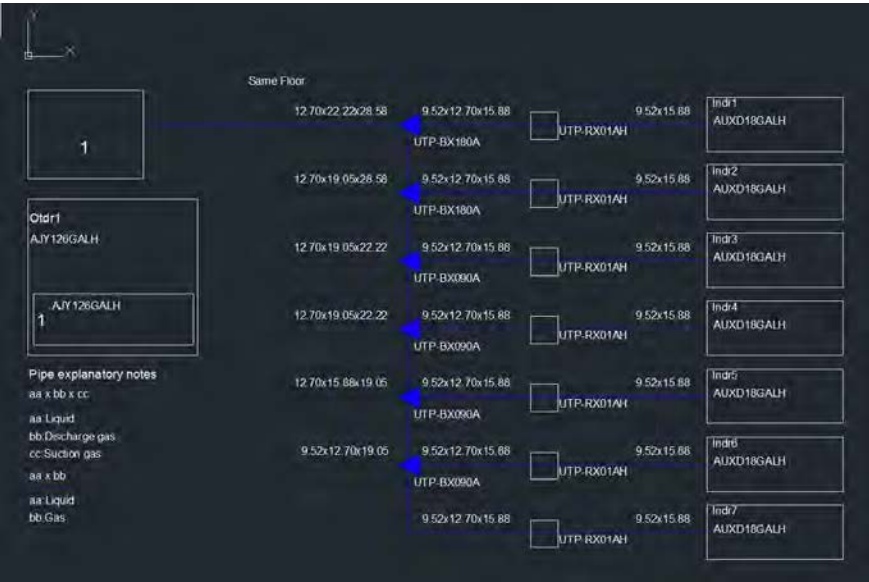 Y
X
Same Floor
12.70x22.22x28.58 9.52x12.70x15.88 9.52x15.88 Indr1
UTP-BX180A UTP-RX01AH AUXD18GALH
1
12.70x19.05x28.58 9.52x12.70x15.88 9.52x15.88 Indr2
UTP-BX180A UTP-RX01AH AUXD18GALH
Otdr1
AJY126GALH
12.70x19.05x22.22 9.52x12.70x15.88 9.52x15.88 Indr3
UTP-BX090A UTP-RX01AH AUXD18GALH
AJY126GALH
1
12.70x19.05x22.22 9.52x12.70x15.88 9.52x15.88 Indr4
UTP-BX090A UTP-RX01AH AUXD18GALH
Pipe explanatory notes
aa x bb x cc
aa:Liquid
bb:Discharge gas
cc:Suction gas
aa x bb
aa:Liquid
bb:Gas
12.70x15.88x19.05 9.52x12.70x15.88 9.52x15.88 Indr5
UTP-BX090A UTP-RX01AH AUXD18GALH
9.52x12.70x19.05 9.52x12.70x15.88 9.52x15.88 Indr6
UTP-BX090A UTP-RX01AH AUXD18GALH
9.52x12.70x15.88 9.52x15.88 Indr7
UTP-RX01AH AUXD18GALH